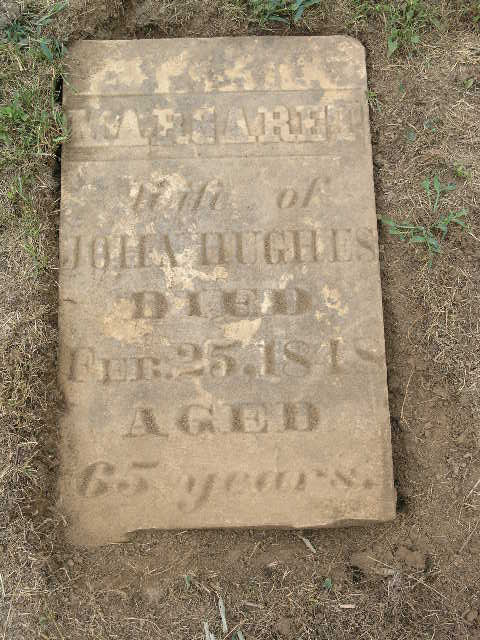 MARGARET
Wife of
JOHN HUGHES
DIED
FEB. 25, 1848
AGED
65 years.